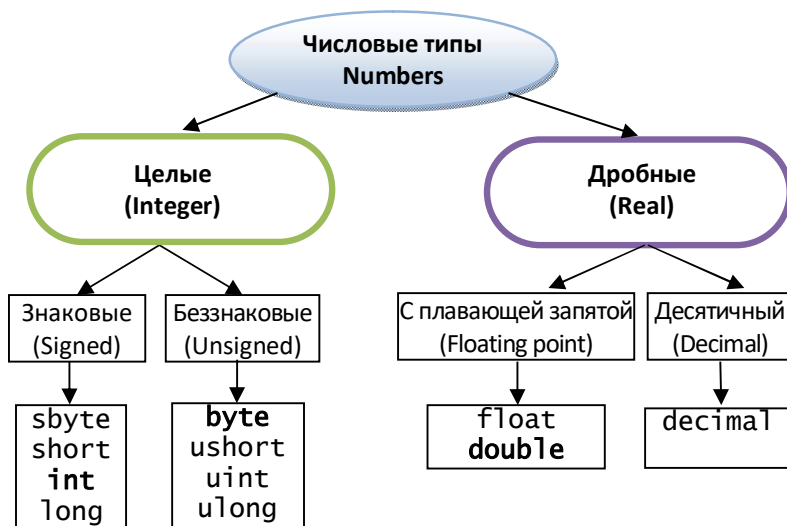 Числовые типы
Numbers
Целые
(Integer)
Дробные
(Real)
Знаковые
(Signed)
Беззнаковые
(Unsigned)
С плавающей запятой
(Floating point)
Десятичный
(Decimal)
sbyte
short
int
long
byte
ushort
uint
ulong
float
double
decimal